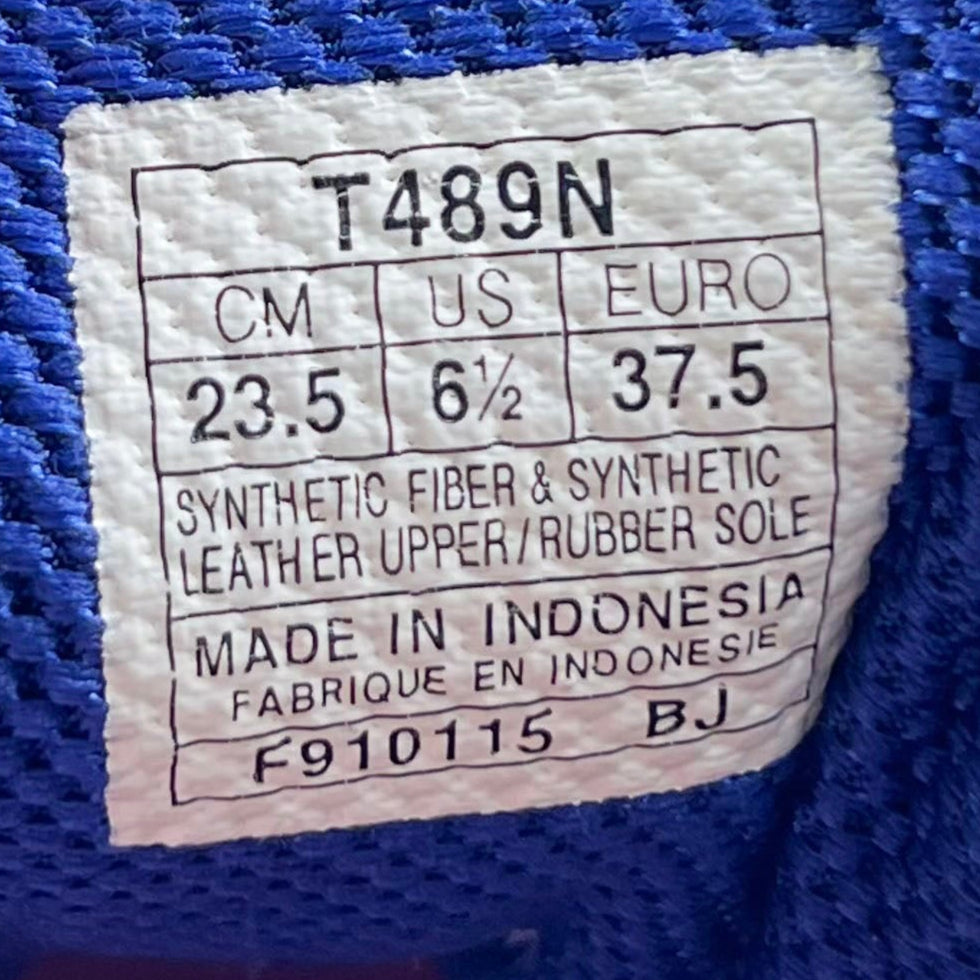 T489N
CM US EURO
23.5 6½ 37.5
SYNTHETIC FIBER & SYNTHETIC
LEATHER UPPER/RUBBER SOLE
MADE IN INDONESIA
FABRIQUE EN INDONESIE
F910115 BJ